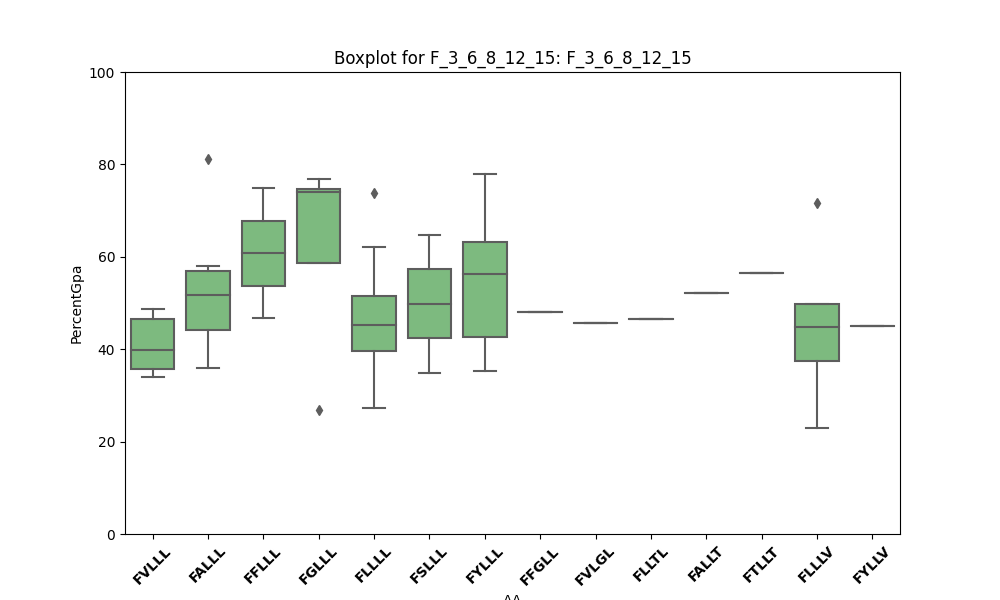 Boxplot for F_3_6_8_12_15: F_3_6_8_12_15
100
80
60
40
20
0
PercentGpa
FVLLL FALLL FFLLL FGLLL FLLLL FSLLL FYLLL FFGLL FVLGL FLLTL FALLT FTLLT FLLLV FYLLV
AA